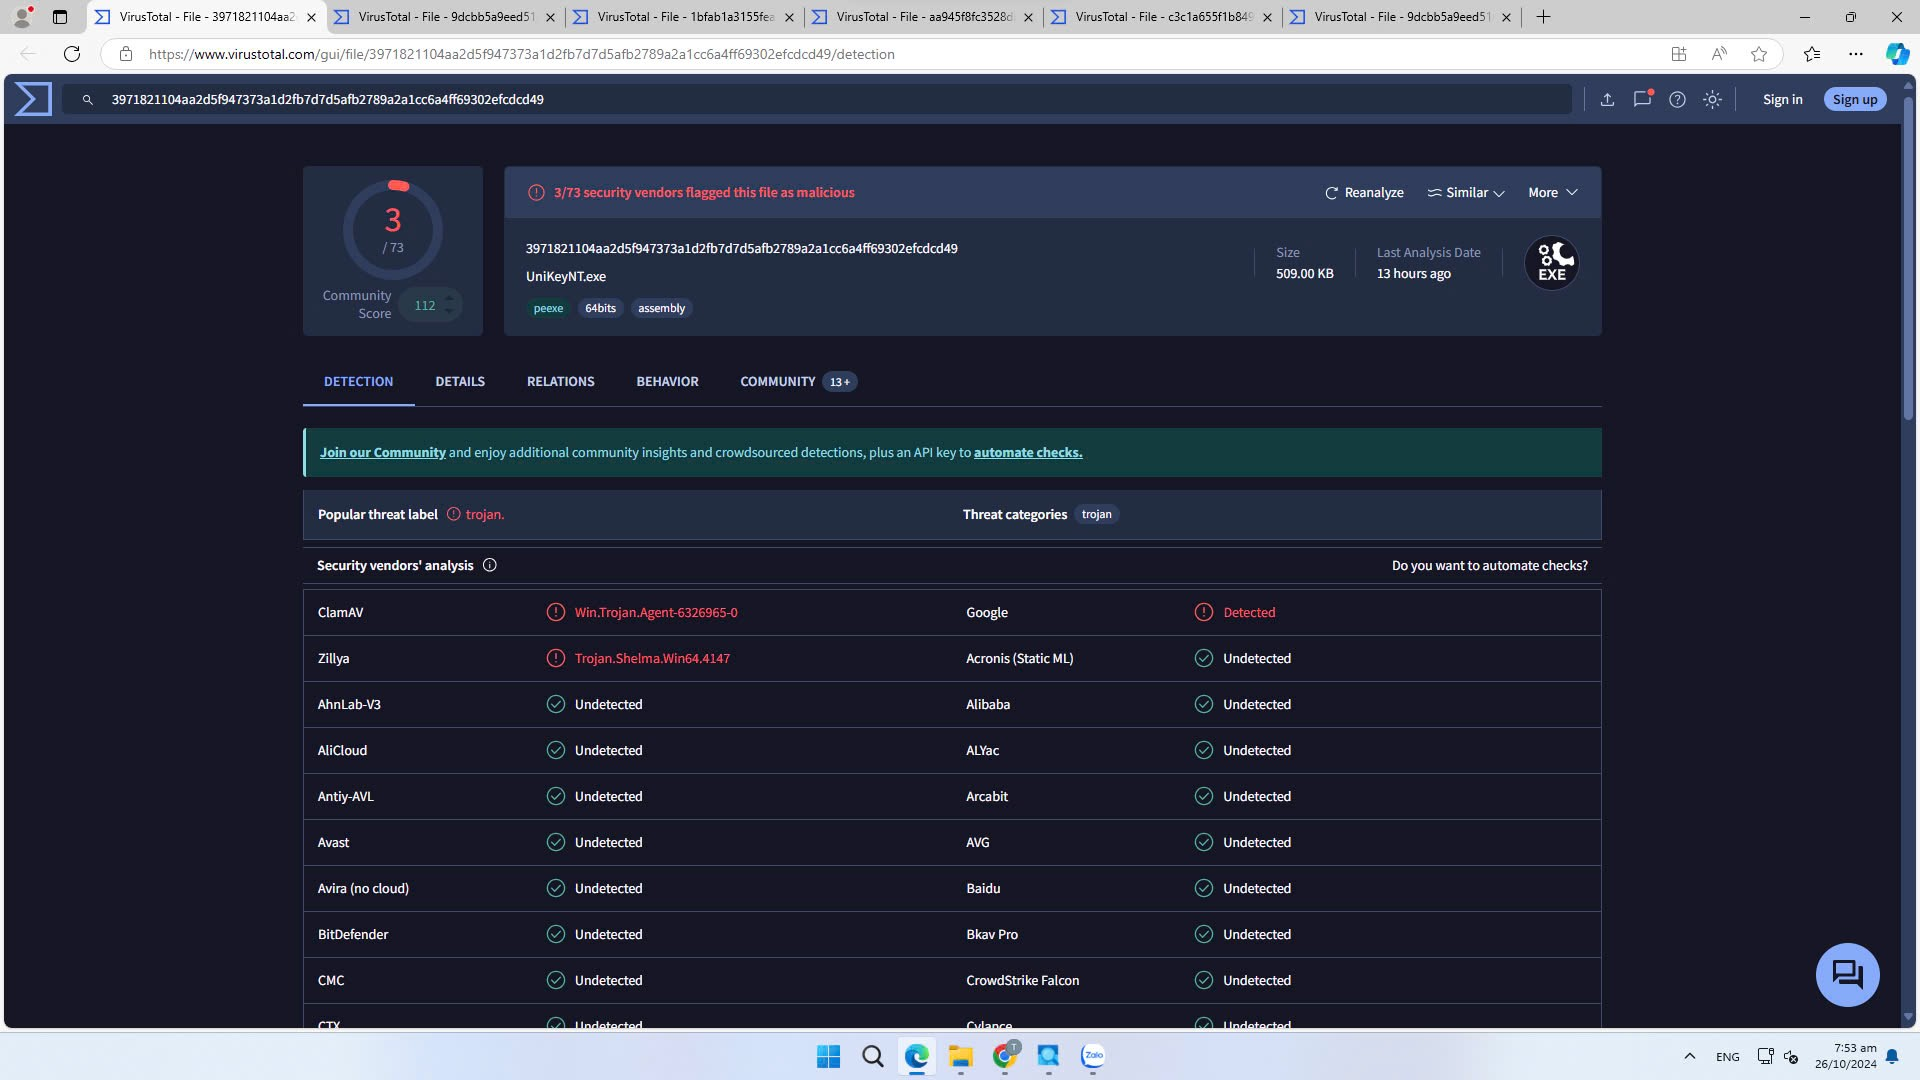 VirusTotal - File - 3971821104aa2
VirusTotal - File - 9dcbb5a9eed51
VirusTotal - File - 1bfab1a3155fea
VirusTotal - File - aa945f8fc3528d
VirusTotal - File - c3c1a655f1b849
VirusTotal - File - 9dcbb5a9eed51
https://www.virustotal.com/gui/file/3971821104aa2d5f947373a1d2fb7d7d5afb2789a2a1cc6a4ff69302efcdcd49/detection
3971821104aa2d5f947373a1d2fb7d7d5afb2789a2a1cc6a4ff69302efcdcd49
Sign in
Sign up
3
/ 73
Community
Score
112
3/73 security vendors flagged this file as malicious
Reanalyze
Similar
More
3971821104aa2d5f947373a1d2fb7d7d5afb2789a2a1cc6a4ff69302efcdcd49
UniKeyNT.exe
peexe
64bits
assembly
Size
509.00 KB
Last Analysis Date
13 hours ago
EXE
DETECTION
DETAILS
RELATIONS
BEHAVIOR
COMMUNITY 13+
Join our Community and enjoy additional community insights and crowdsourced detections, plus an API key to automate checks.
Popular threat label trojan.
Threat categories trojan
Security vendors' analysis
Do you want to automate checks?
ClamAV Win.Trojan.Agent-6326965-0 Google Detected
Zillya Trojan.Shelma.Win64.4147 Acronis (Static ML) Undetected
AhnLab-V3 Undetected Alibaba Undetected
AliCloud Undetected ALYac Undetected
Antiy-AVL Undetected Arcabit Undetected
Avast Undetected AVG Undetected
Avira (no cloud) Undetected Baidu Undetected
BitDefender Undetected Bkav Pro Undetected
CMC Undetected CrowdStrike Falcon Undetected
CTX Undetected Cylance Undetected
T
Zalo
ENG
7:53 am
26/10/2024